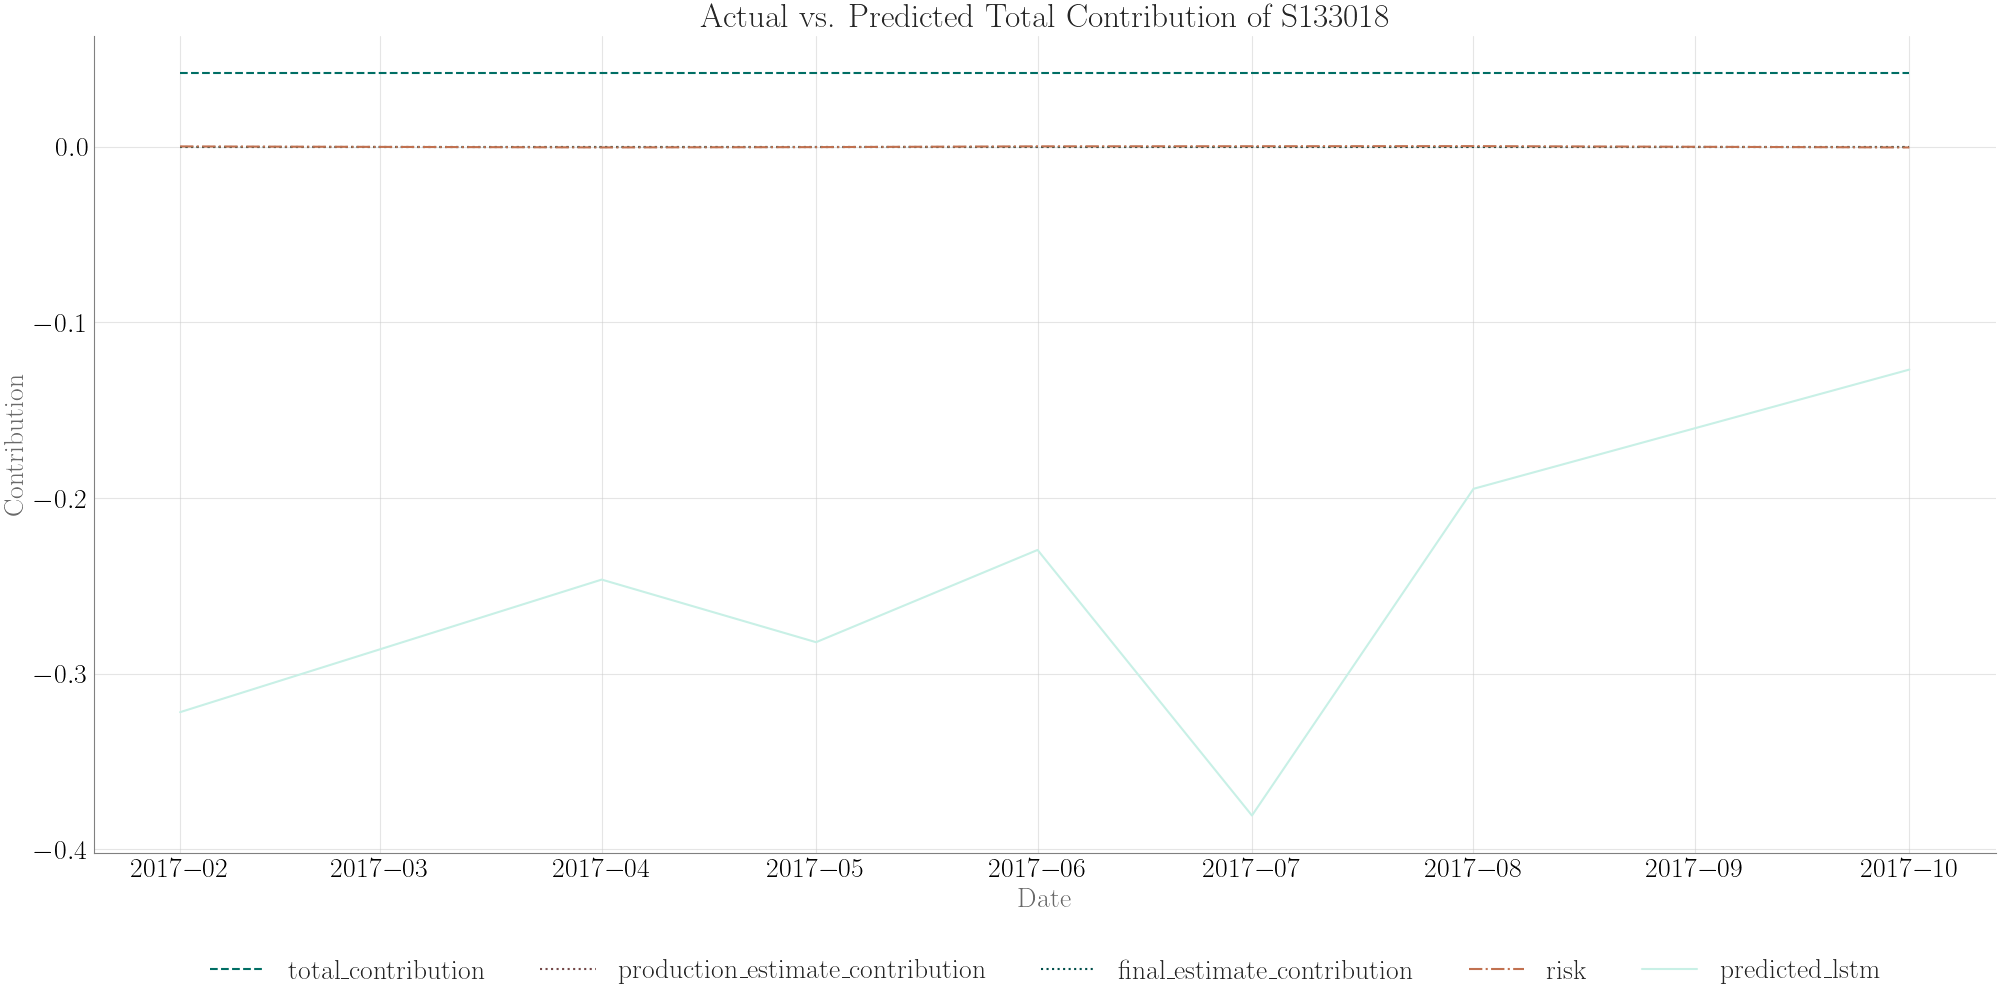 Actual vs. Predicted Total Contribution of S133018
0.0
−0.1
−0.2
−0.3
−0.4
Contribution
2017−02 2017−03 2017−04 2017−05 2017−06 2017−07 2017−08 2017−09 2017−10
Date
total_contribution production_estimate_contribution final_estimate_contribution risk predicted_lstm